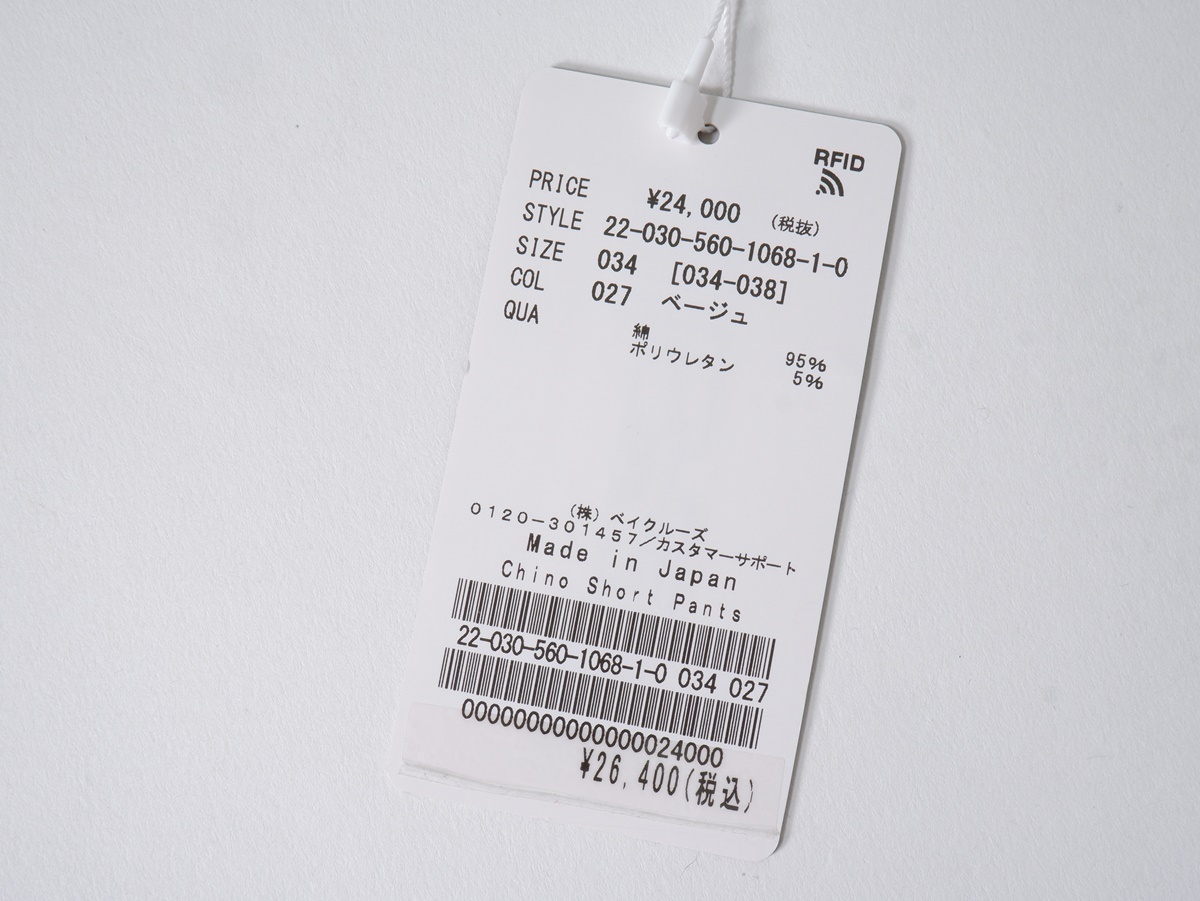 RFID
PRICE ¥24,000 (税抜)
STYLE 22-030-560-1068-1-0
SIZE 034 [034-038]
COL 027 ベージュ
QUA 綿 95%
ポリウレタン 5%
(株)ベイクルーズ
0120-301457/カスタマーサポート
Made in Japan
Chino Short Pants
22-030-560-1068-1-0 034 027
000000000000000024000
¥26,400(税込)